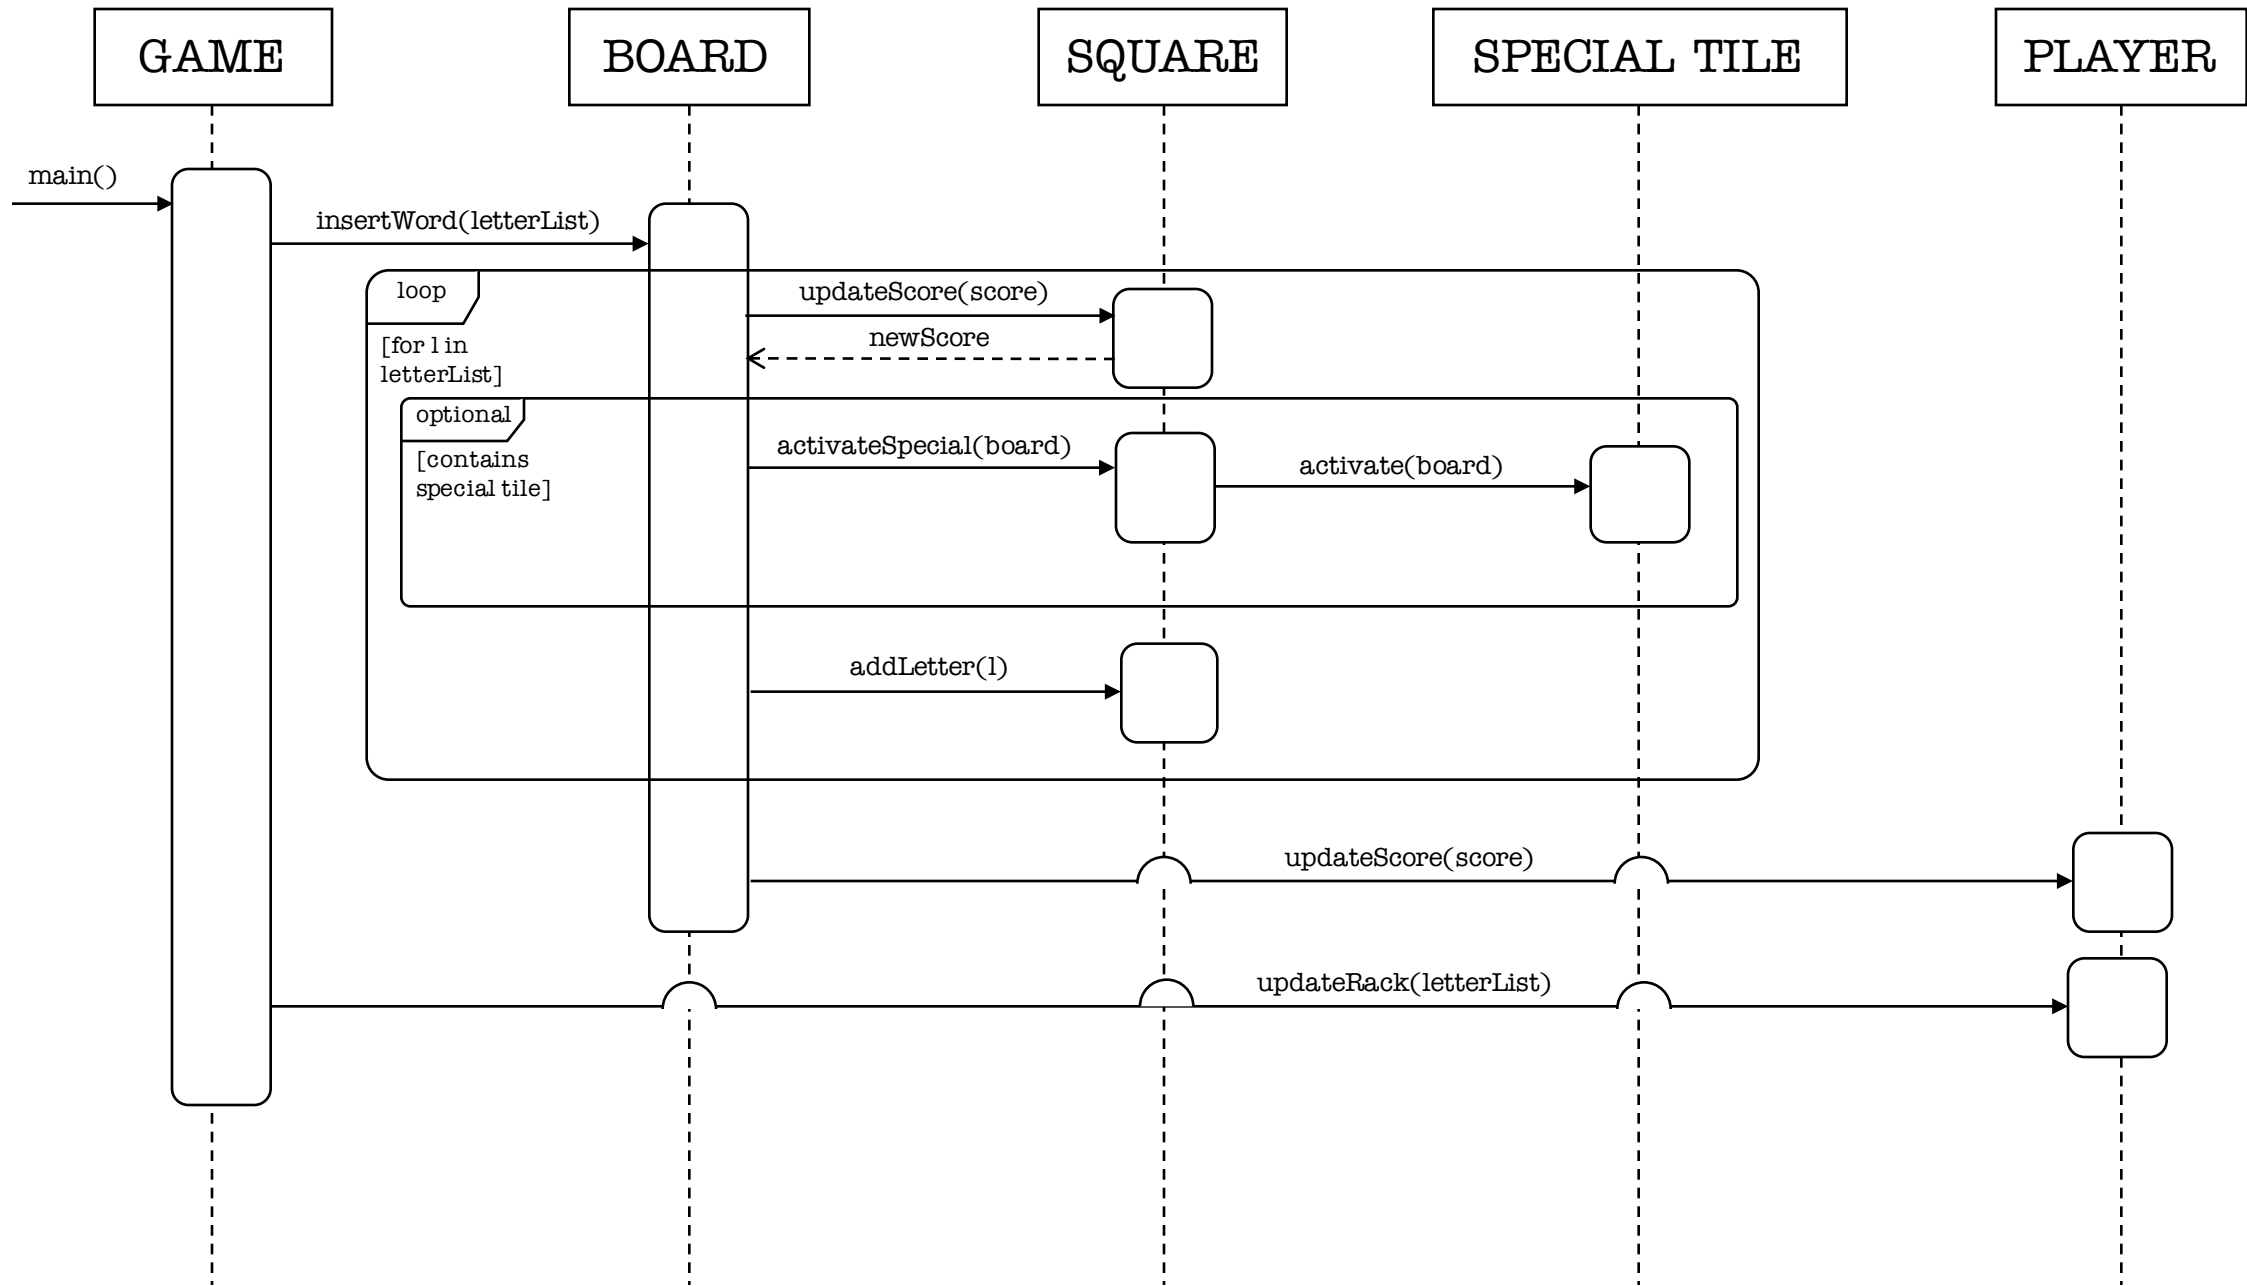 GAME
BOARD
SQUARE
SPECIAL TILE
PLAYER
main()
insertWord(letterList)
loop
[for l in
letterList]
updateScore(score)
newScore
optional
[contains
special tile]
activateSpecial(board)
activate(board)
addLetter(l)
updateScore(score)
updateRack(letterList)